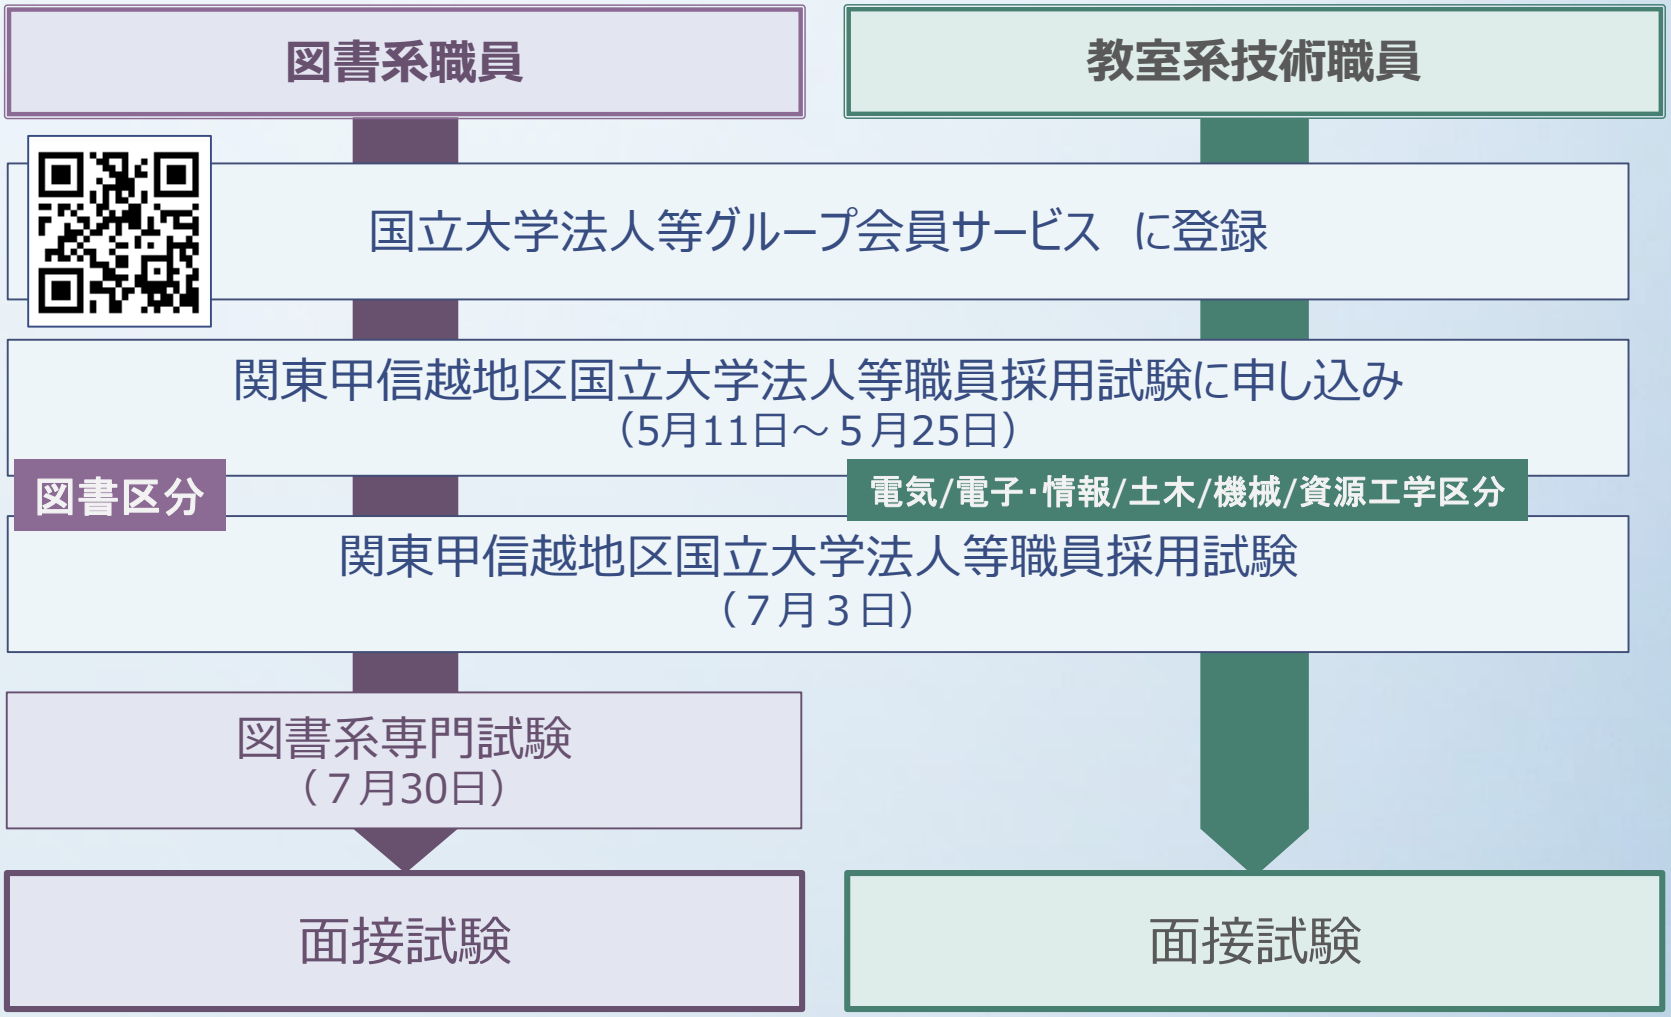 図書系職員
教室系技術職員
国立大学法人等グループ会員サービス に登録
関東甲信越地区国立大学法人等職員採用試験に申し込み
（5月11日～５月25日）
図書区分
電気/電子・情報/土木/機械/資源工学区分
関東甲信越地区国立大学法人等職員採用試験
（７月３日）
図書系専門試験
（７月30日）
面接試験
面接試験